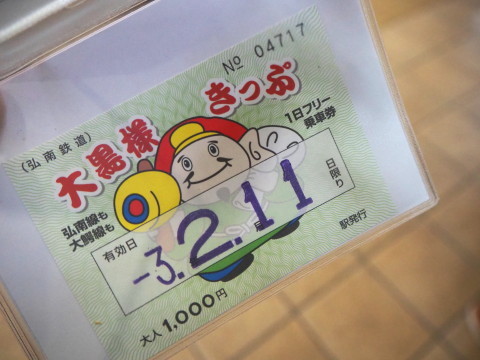 No 04717
(弘南鉄道)
大黒様きっぷ
1日フリー
乗車券
弘南線も
大鰐線も
有効日
-3.2.11
日限り
駅発行
大人1,000円